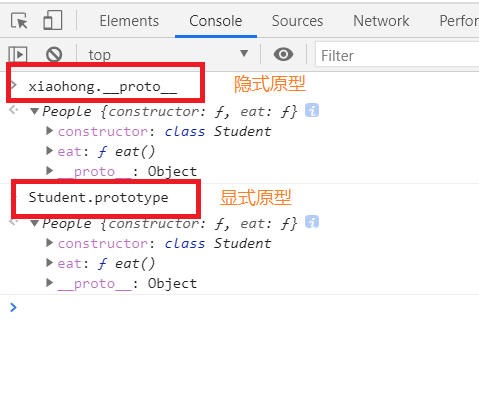 Elements Console Sources Network Perfor
top Filter
xiaohong.__proto__ 隐式原型
People {constructor: ƒ, eat: ƒ} i
constructor: class Student
eat: ƒ eat()
__proto__: Object
Student.prototype 显式原型
People {constructor: ƒ, eat: ƒ} i
constructor: class Student
eat: ƒ eat()
__proto__: Object